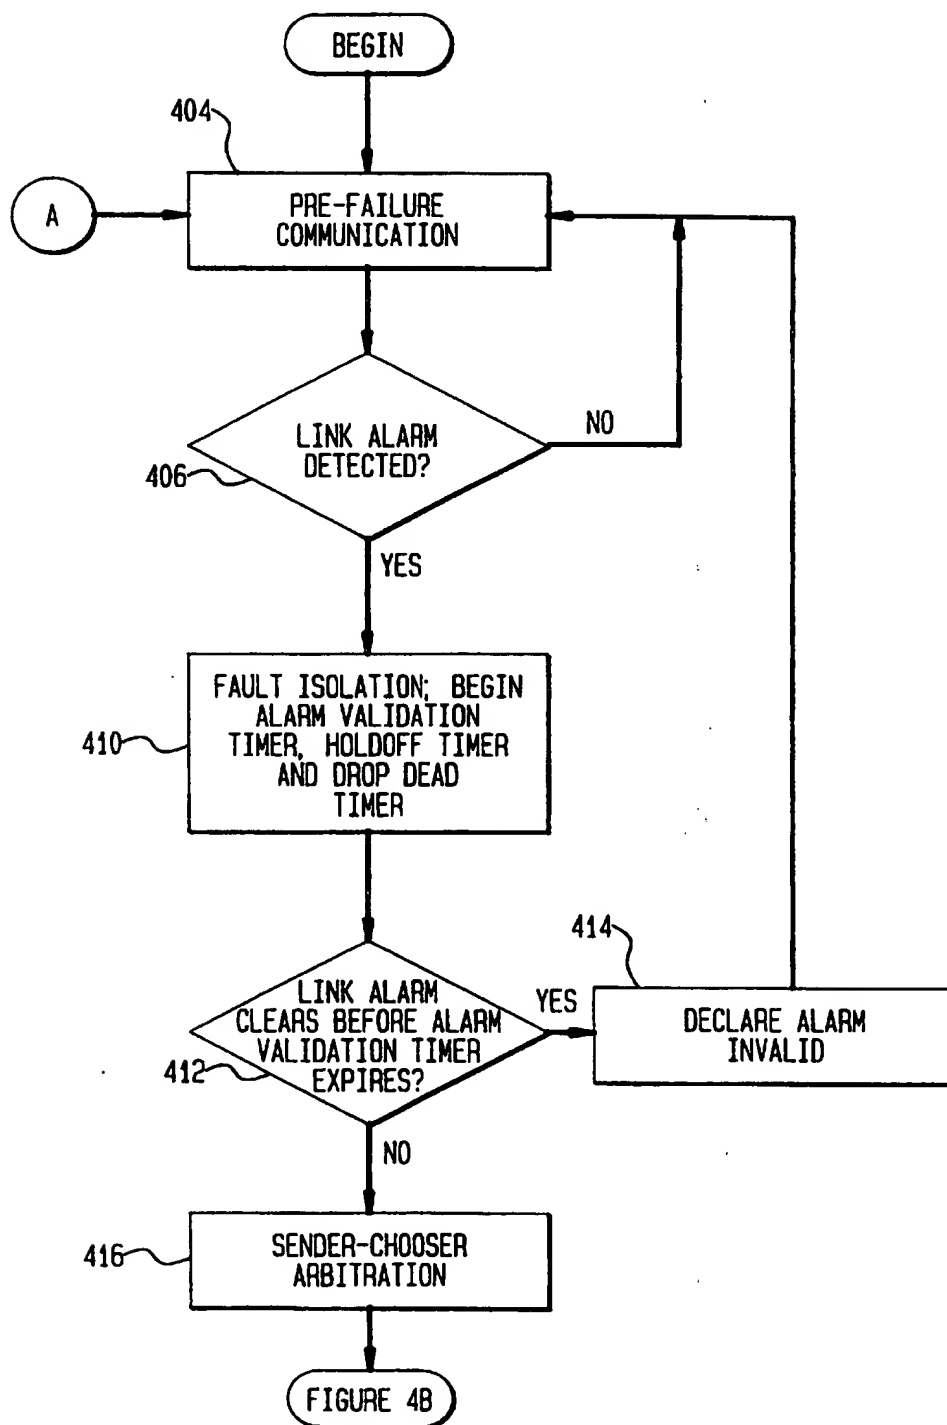 BEGIN
404
A
PRE-FAILURE
COMMUNICATION
LINK ALARM
DETECTED?
NO
406
YES
FAULT ISOLATION; BEGIN
ALARM VALIDATION
TIMER, HOLDOFF TIMER
AND DROP DEAD
TIMER
410
414
LINK ALARM
CLEARS BEFORE ALARM
VALIDATION TIMER
EXPIRES?
YES
DECLARE ALARM
INVALID
412
NO
SENDER-CHOOSER
ARBITRATION
416
FIGURE 4B